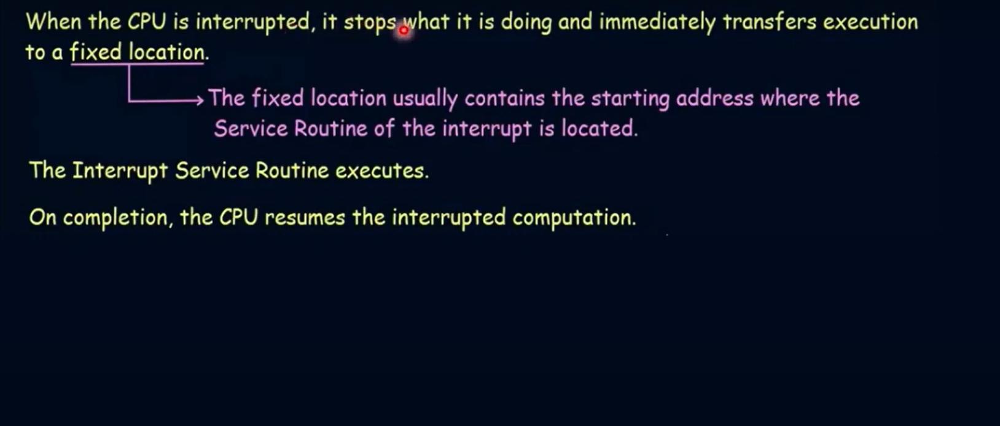 When the CPU is interrupted, it stops what it is doing and immediately transfers execution
to a fixed location.
The fixed location usually contains the starting address where the
Service Routine of the interrupt is located.
The Interrupt Service Routine executes.
On completion, the CPU resumes the interrupted computation.